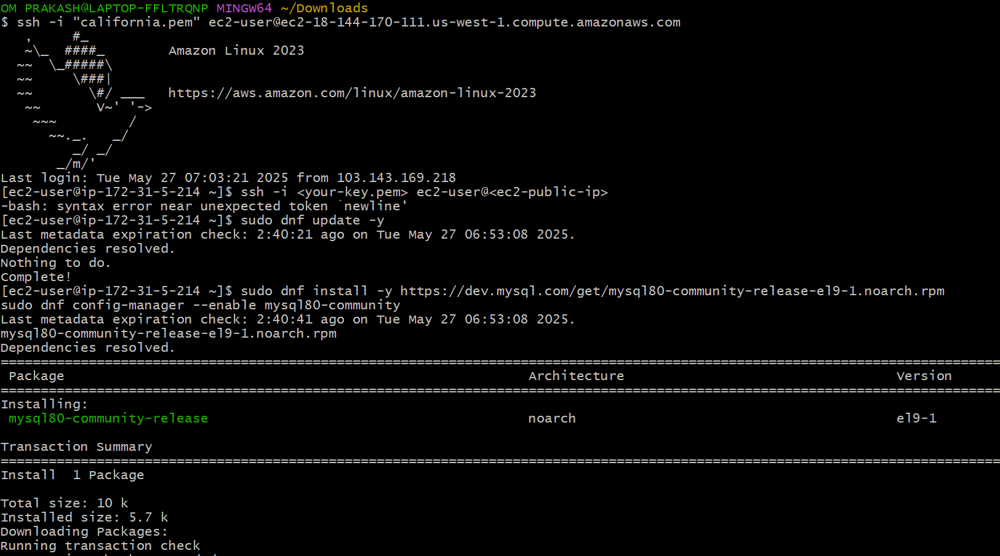 OM PRAKASH@LAPTOP-FFLTRQNP MINGW64 ~/Downloads
$ ssh -i "california.pem" ec2-user@ec2-18-144-170-111.us-west-1.compute.amazonaws.com
   ,     #_
   ~\_  ####_        Amazon Linux 2023
  ~~  \_#####\
  ~~     \###|
  ~~       \#/ ___   https://aws.amazon.com/linux/amazon-linux-2023
   ~~       V~' '->
    ~~~         /
      ~~._.   _/
         _/ _/
       _/m/'
Last login: Tue May 27 07:03:21 2025 from 103.143.169.218
[ec2-user@ip-172-31-5-214 ~]$ ssh -i <your-key.pem> ec2-user@<ec2-public-ip>
-bash: syntax error near unexpected token `newline'
[ec2-user@ip-172-31-5-214 ~]$ sudo dnf update -y
Last metadata expiration check: 2:40:21 ago on Tue May 27 06:53:08 2025.
Dependencies resolved.
Nothing to do.
Complete!
[ec2-user@ip-172-31-5-214 ~]$ sudo dnf install -y https://dev.mysql.com/get/mysql80-community-release-el9-1.noarch.rpm
sudo dnf config-manager --enable mysql80-community
Last metadata expiration check: 2:40:41 ago on Tue May 27 06:53:08 2025.
mysql80-community-release-el9-1.noarch.rpm
Dependencies resolved.
=============================================================================================================================
 Package                                                          Architecture                                  Version
=============================================================================================================================
Installing:
 mysql80-community-release                                        noarch                                        el9-1

Transaction Summary
=============================================================================================================================
Install  1 Package

Total size: 10 k
Installed size: 5.7 k
Downloading Packages:
Running transaction check